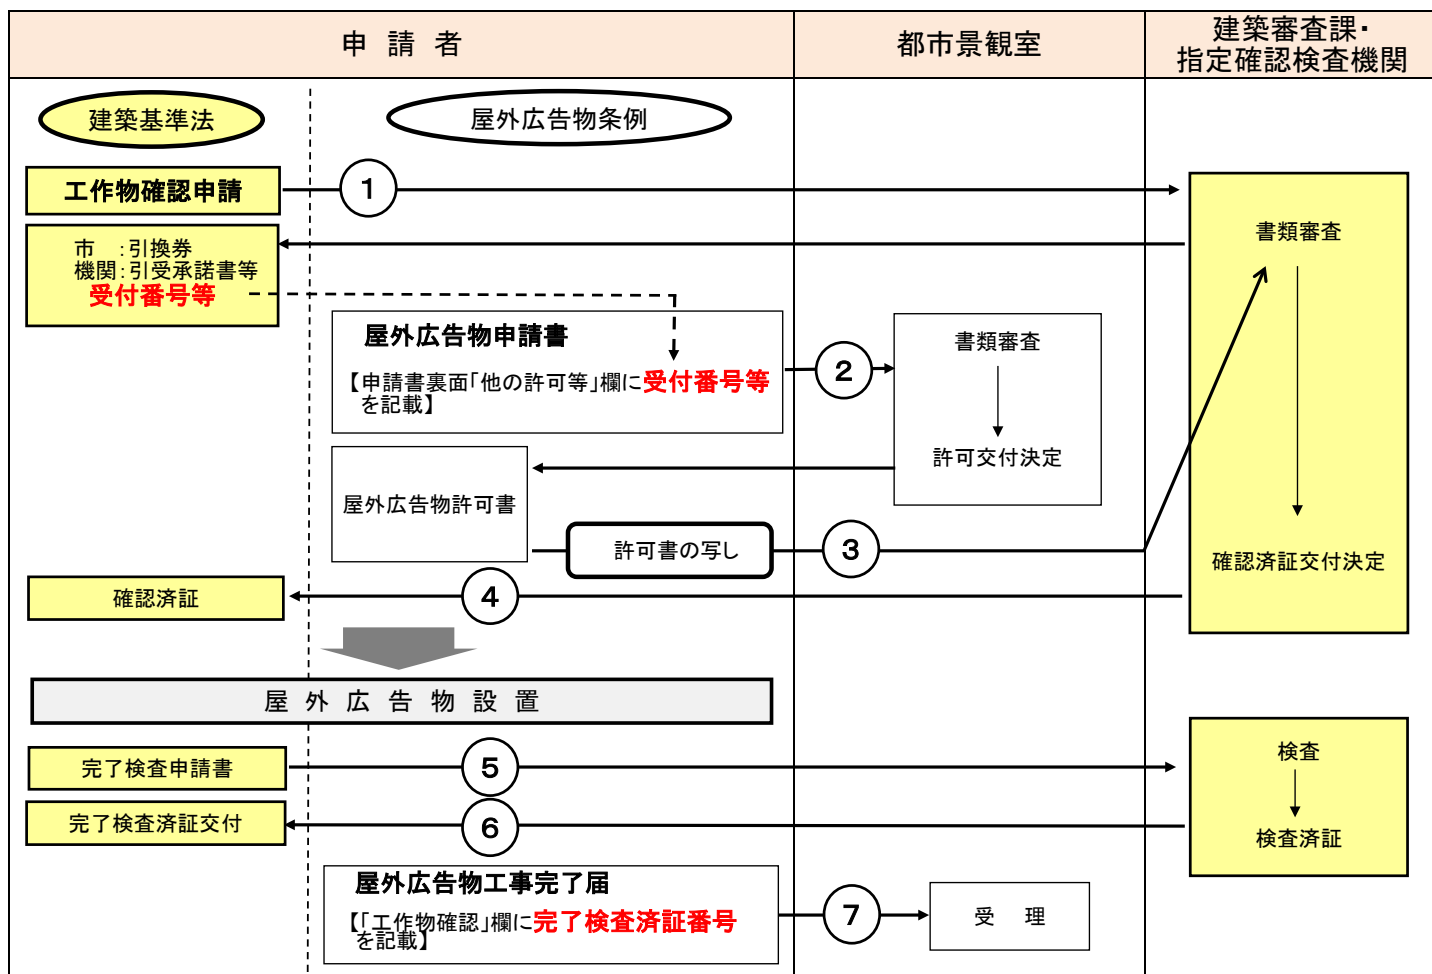 申 請 者
都市景観室
建築審査課・
指定確認検査機関
建築基準法
屋外広告物条例
工作物確認申請
1
書類審査
市　：引換券
機関：引受承諾書等
受付番号等
屋外広告物申請書
【申請書裏面「他の許可等」欄に受付番号等
を記載】
2
書類審査
許可交付決定
屋外広告物許可書
許可書の写し
3
確認済証交付決定
確認済証
4
屋 外 広 告 物 設 置
完了検査申請書
5
検査
完了検査済証交付
6
検査済証
屋外広告物工事完了届
【「工作物確認」欄に完了検査済証番号
を記載】
7
受　理